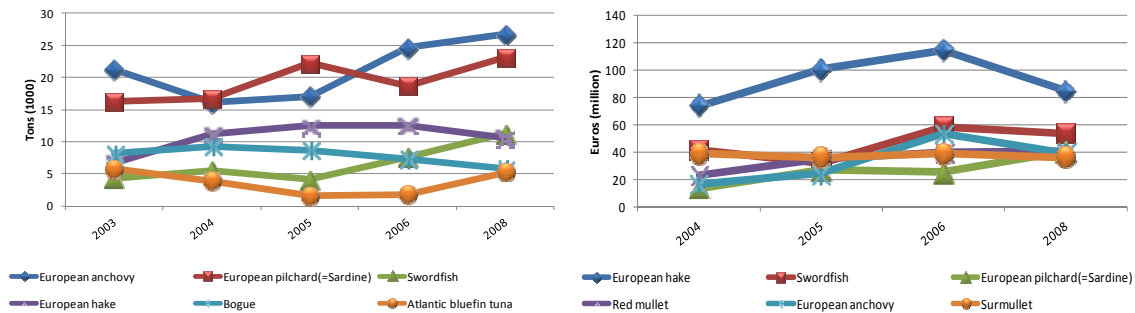 30
25
20
15
10
5
0
Tons (1000)
2003
2004
2005
2006
2008
European anchovy
European pilchard(=Sardine)
Swordfish
European hake
Bogue
Atlantic bluefin tuna
140
120
100
80
60
40
20
0
Euros (million)
2004
2005
2006
2008
European hake
Swordfish
European pilchard(=Sardine)
Red mullet
European anchovy
Surmullet